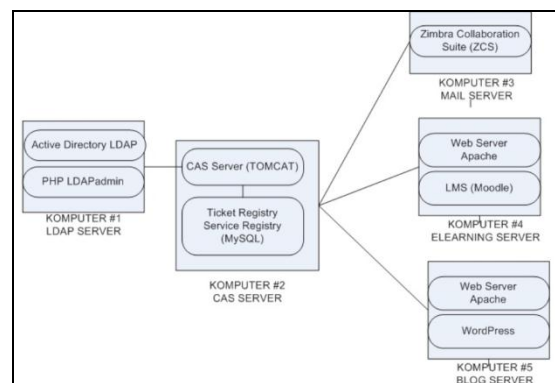 Active Directory LDAP
PHP LDAPadmin
KOMPUTER #1
LDAP SERVER
CAS Server (TOMCAT)
Ticket Registry
Service Registry
(MySQL)
KOMPUTER #2
CAS SERVER
Zimbra Collaboration
Suite (ZCS)
KOMPUTER #3
MAIL SERVER
Web Server
Apache
LMS (Moodle)
KOMPUTER #4
ELEARNING SERVER
Web Server
Apache
WordPress
KOMPUTER #5
BLOG SERVER